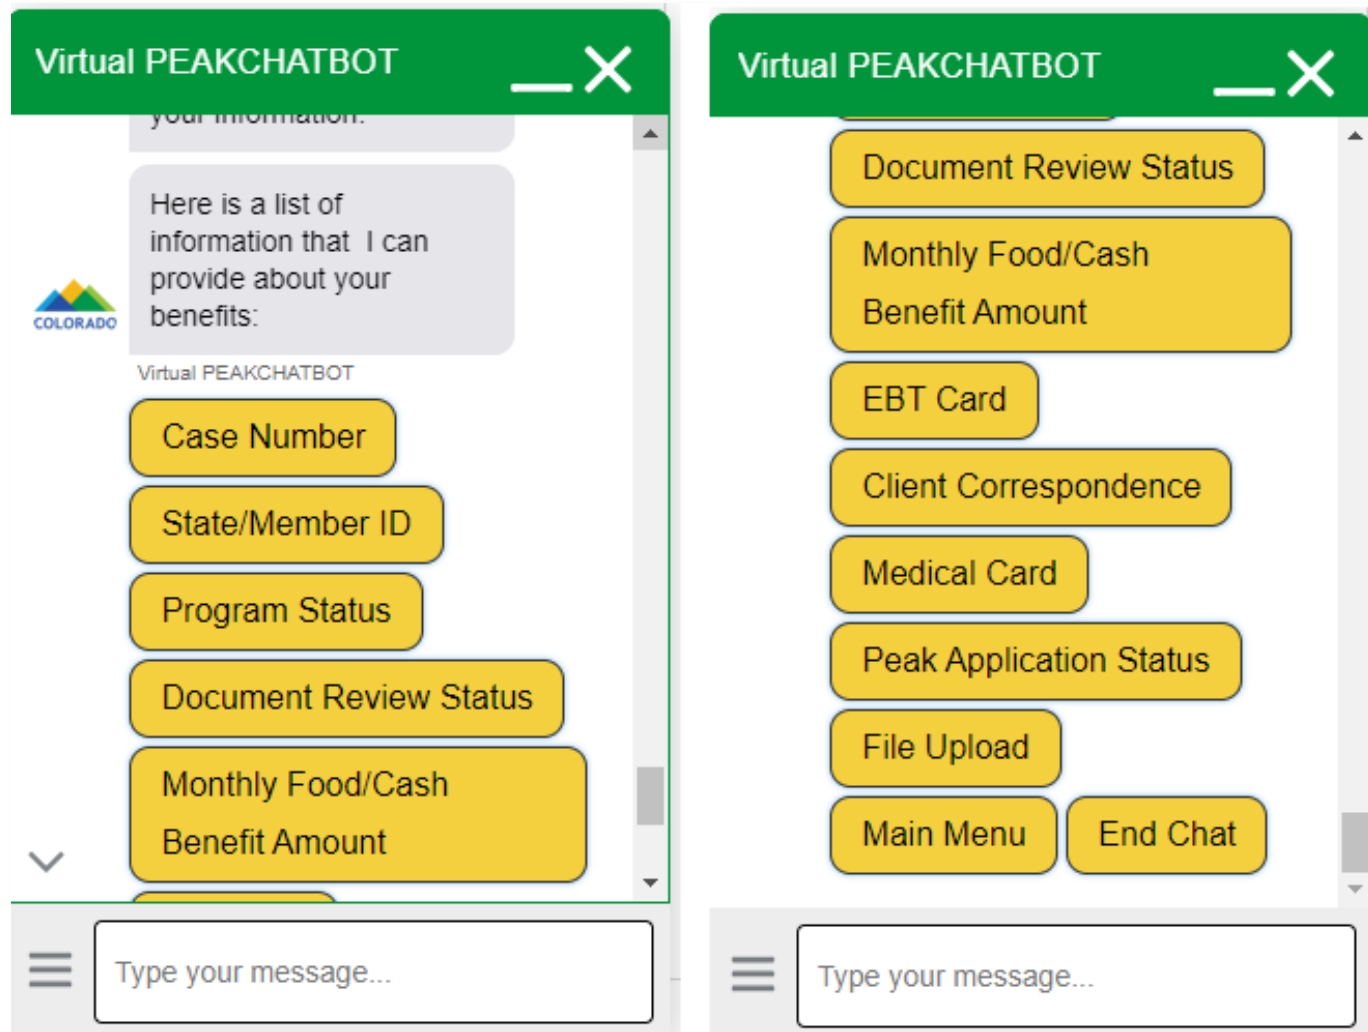 Virtual PEAKCHATBOT
your information.
Here is a list of
information that I can
provide about your
benefits:
COLORADO
Virtual PEAKCHATBOT
Case Number
State/Member ID
Program Status
Document Review Status
Monthly Food/Cash
Benefit Amount
Type your message...
Virtual PEAKCHATBOT
Document Review Status
Monthly Food/Cash
Benefit Amount
EBT Card
Client Correspondence
Medical Card
Peak Application Status
File Upload
Main Menu
End Chat
Type your message...